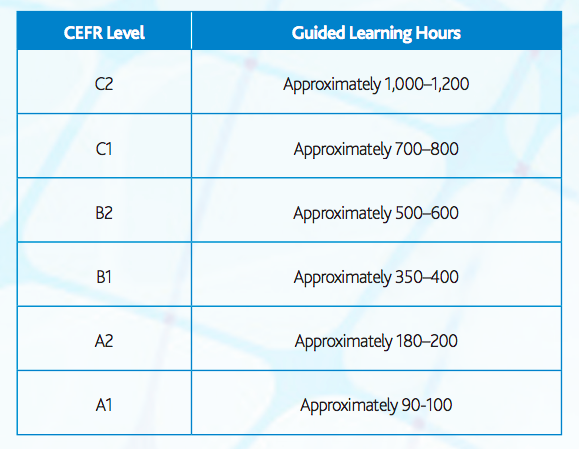 CEFR Level Guided Learning Hours
C2 Approximately 1,000–1,200
C1 Approximately 700–800
B2 Approximately 500–600
B1 Approximately 350–400
A2 Approximately 180–200
A1 Approximately 90-100